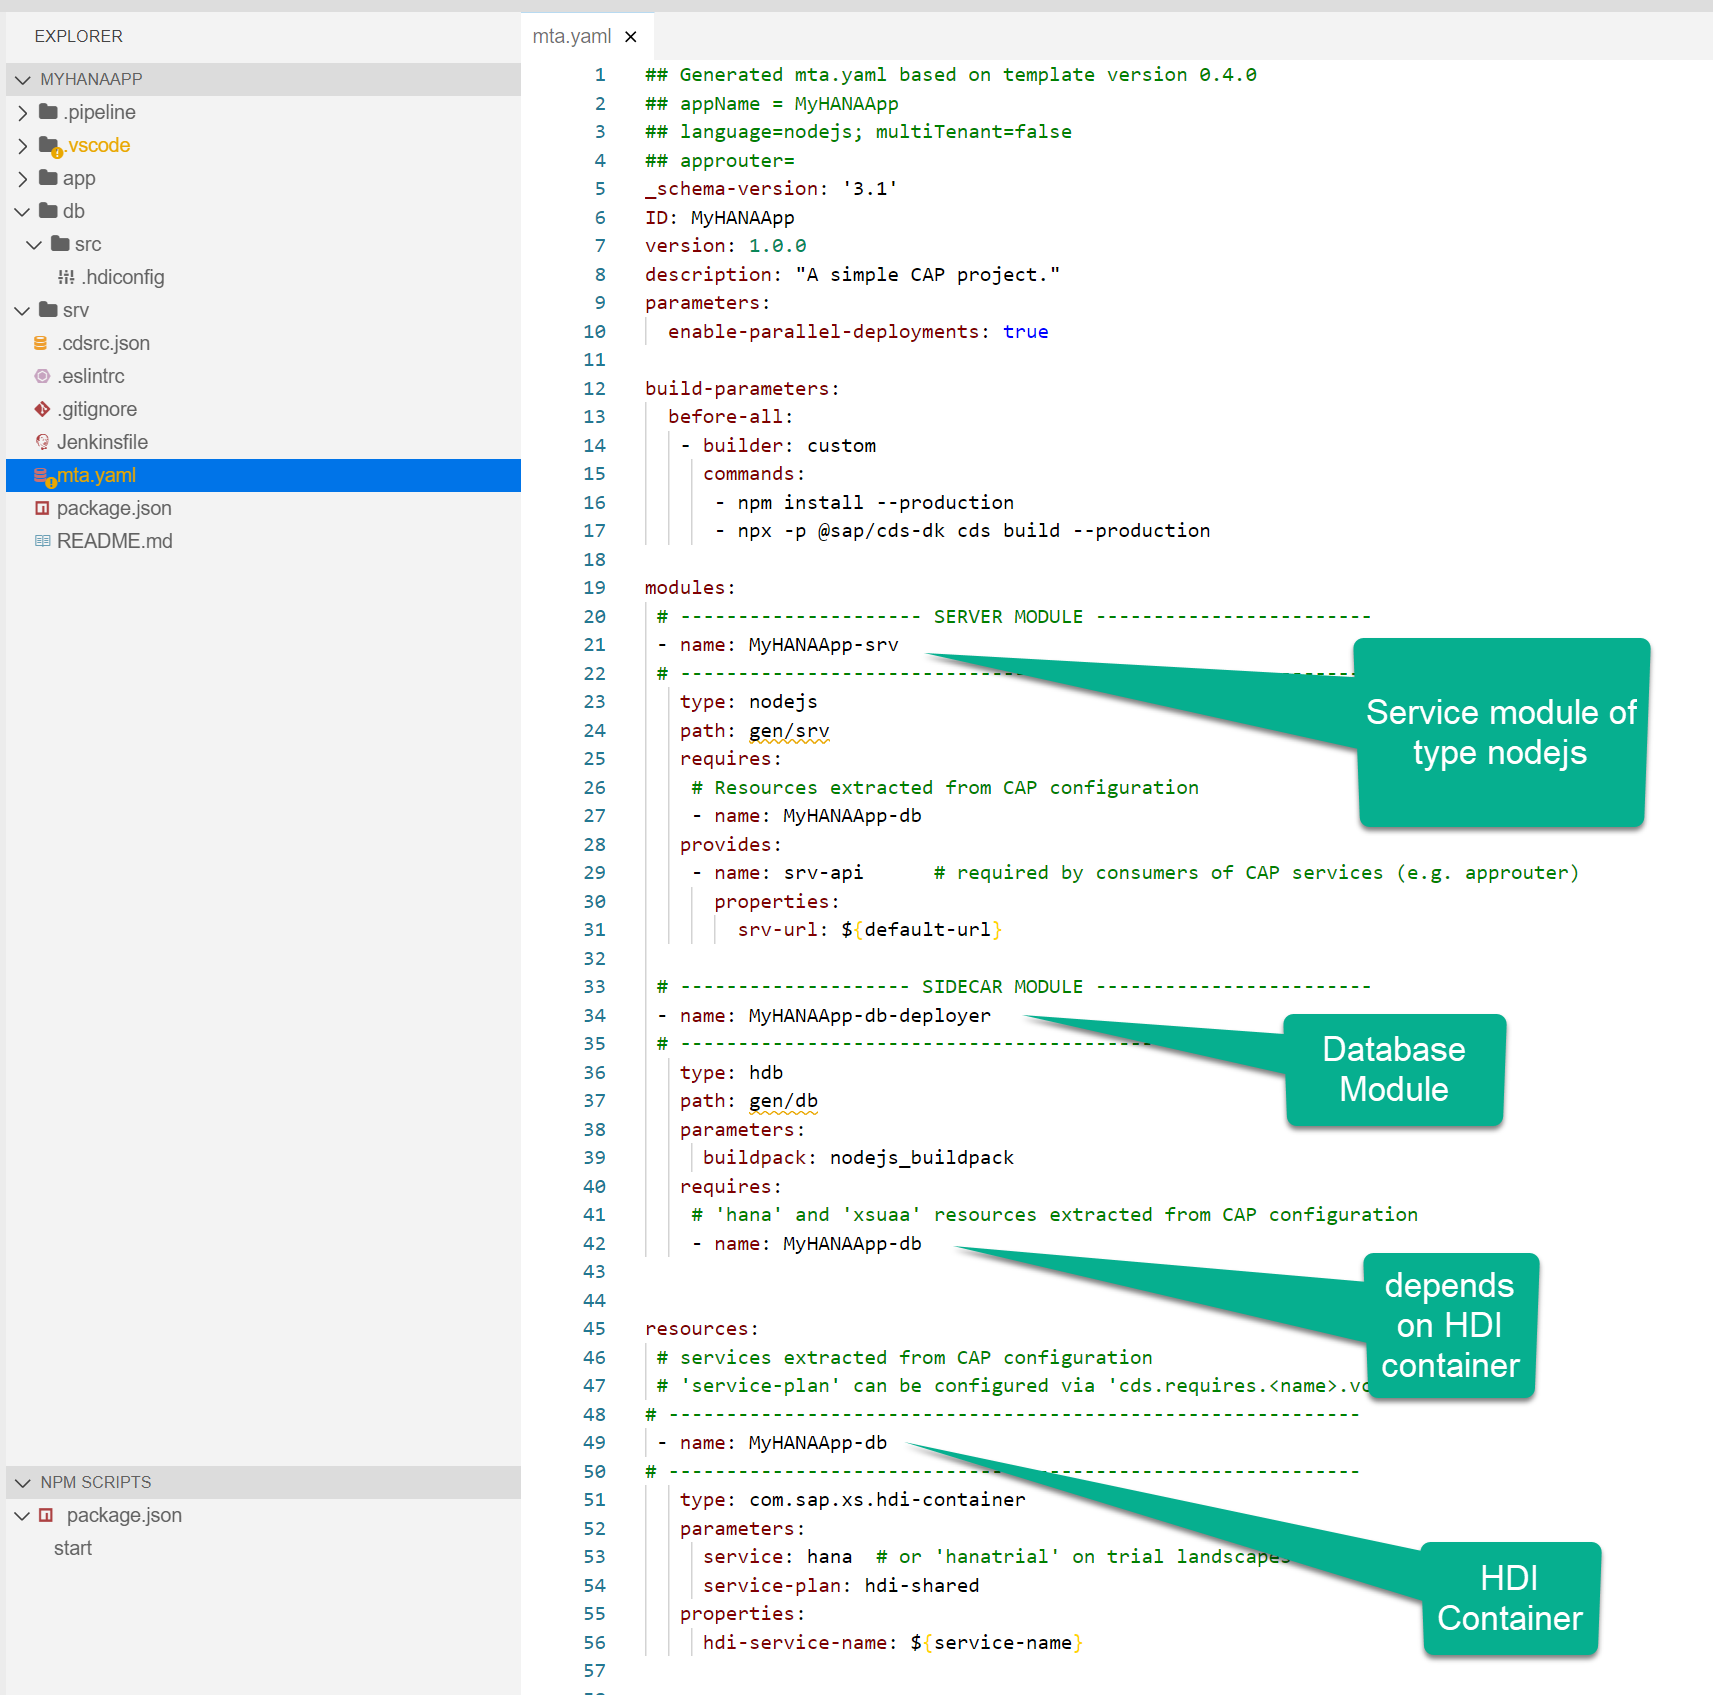 EXPLORER
MYHANAAPP
.pipeline
.vscode
app
db
src
.hdiconfig
srv
.cdsrc.json
.eslintrc
.gitignore
Jenkinsfile
mta.yaml
package.json
README.md
NPM SCRIPTS
package.json
start
mta.yaml
1 ## Generated mta.yaml based on template version 0.4.0
2 ## appName = MyHANAApp
3 ## language=nodejs; multiTenant=false
4 ## approuter=
5 _schema-version: '3.1'
6 ID: MyHANAApp
7 version: 1.0.0
8 description: "A simple CAP project."
9 parameters:
10 enable-parallel-deployments: true
11
12 build-parameters:
13 before-all:
14 - builder: custom
15 commands:
16 - npm install --production
17 - npx -p @sap/cds-dk cds build --production
18
19 modules:
20 # --------------------- SERVER MODULE ------------------------
21 - name: MyHANAApp-srv
22 # -----------------------------------------------------------
23 type: nodejs
24 path: gen/srv
25 requires:
26 # Resources extracted from CAP configuration
27 - name: MyHANAApp-db
28 provides:
29 - name: srv-api # required by consumers of CAP services (e.g. approuter)
30 properties:
31 srv-url: ${default-url}
32
33 # -------------------- SIDECAR MODULE ------------------------
34 - name: MyHANAApp-db-deployer
35 # -----------------------------------------
36 type: hdb
37 path: gen/db
38 parameters:
39 buildpack: nodejs_buildpack
40 requires:
41 # 'hana' and 'xsuaa' resources extracted from CAP configuration
42 - name: MyHANAApp-db
43
44
45 resources:
46 # services extracted from CAP configuration
47 # 'service-plan' can be configured via 'cds.requires.<name>.vc
48 # ------------------------------------------------------------
49 - name: MyHANAApp-db
50 # ------------------------------------------------------------
51 type: com.sap.xs.hdi-container
52 parameters:
53 service: hana # or 'hanatrial' on trial landscapes
54 service-plan: hdi-shared
55 properties:
56 hdi-service-name: ${service-name}
57
Service module of
type nodejs
Database
Module
depends
on HDI
container
HDI
Container